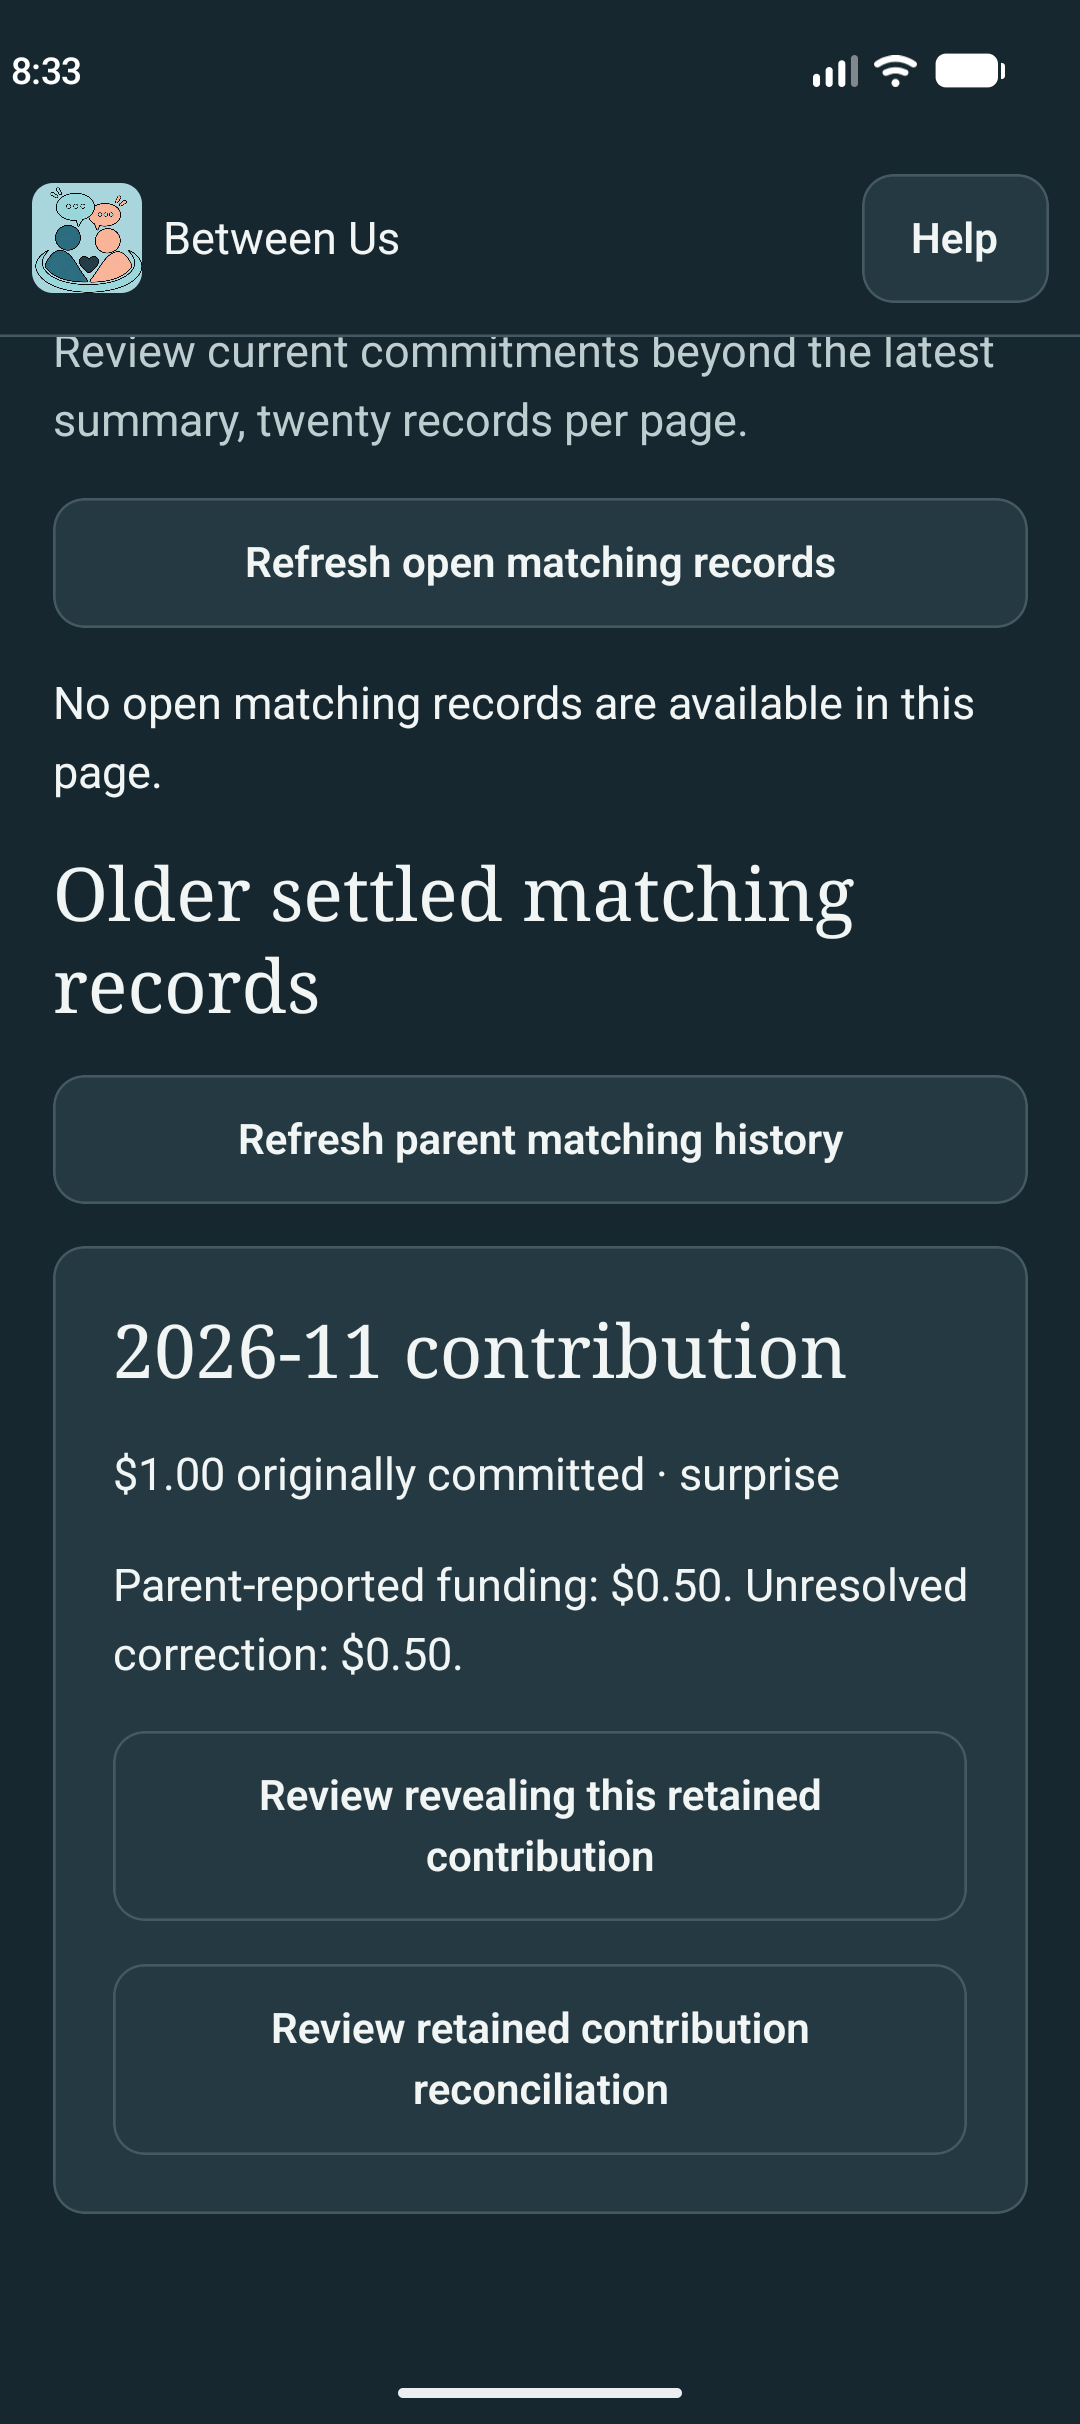 8:33
Between Us
Help
Review current commitments beyond the latest
summary, twenty records per page.
Refresh open matching records
No open matching records are available in this
page.
Older settled matching
records
Refresh parent matching history
2026-11 contribution
$1.00 originally committed · surprise
Parent-reported funding: $0.50. Unresolved
correction: $0.50.
Review revealing this retained
contribution
Review retained contribution
reconciliation